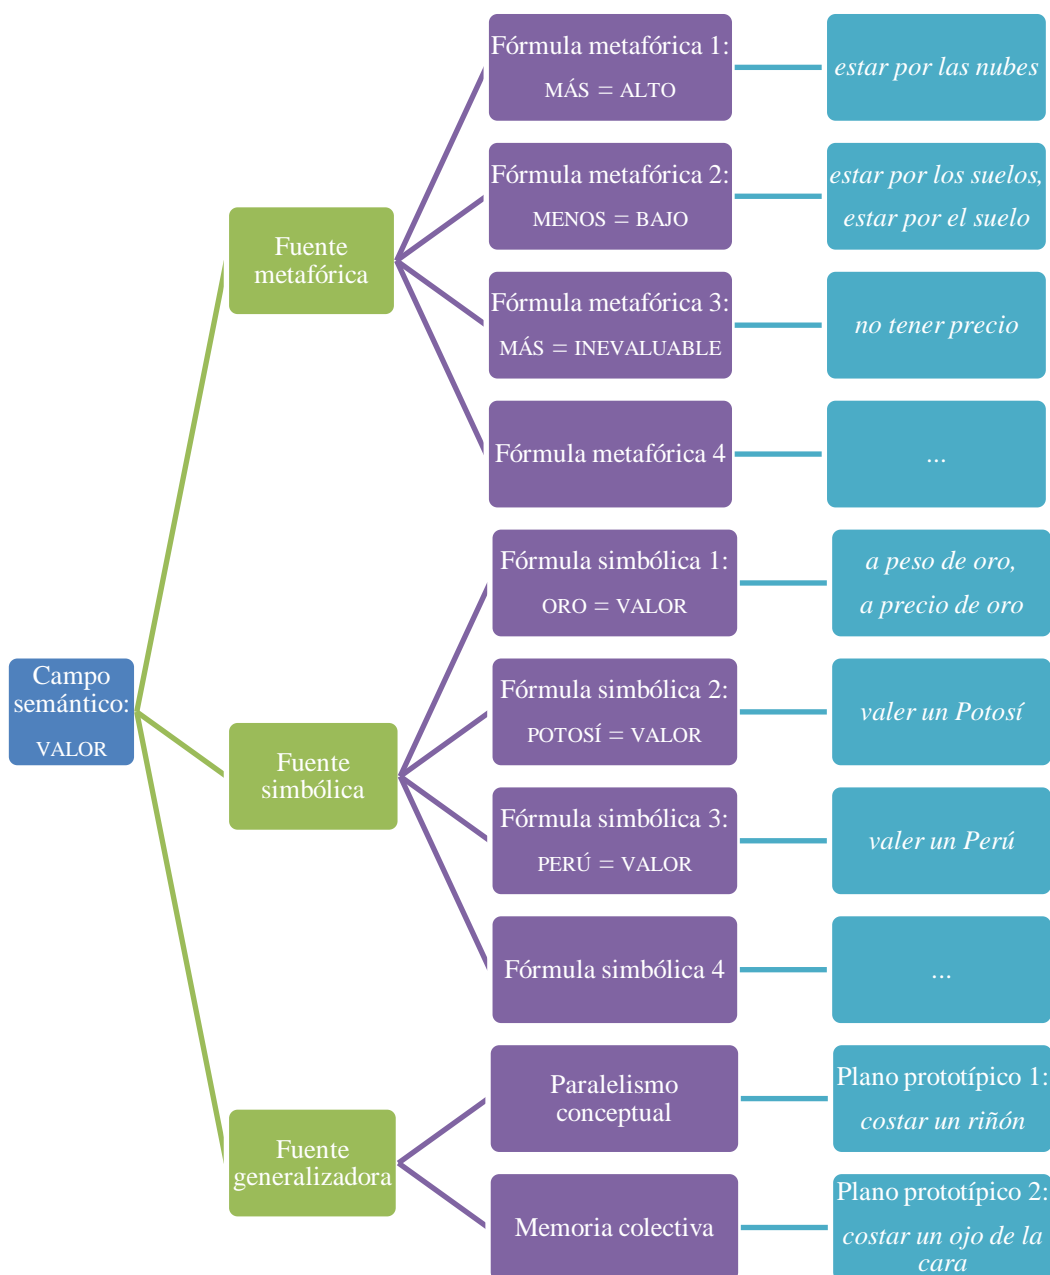 Campo
semántico:
VALOR
Fuente
metafórica
Fórmula metafórica 1:
MÁS = ALTO
estar por las nubes
Fórmula metafórica 2:
MENOS = BAJO
estar por los suelos,
estar por el suelo
Fórmula metafórica 3:
MÁS = INEVALUABLE
no tener precio
Fórmula metafórica 4
...
Fuente
simbólica
Fórmula simbólica 1:
ORO = VALOR
a peso de oro,
a precio de oro
Fórmula simbólica 2:
POTOSÍ = VALOR
valer un Potosí
Fórmula simbólica 3:
PERÚ = VALOR
valer un Perú
Fórmula simbólica 4
...
Fuente
generalizadora
Paralelismo
conceptual
Plano prototípico 1:
costar un riñón
Memoria colectiva
Plano prototípico 2:
costar un ojo de la
cara